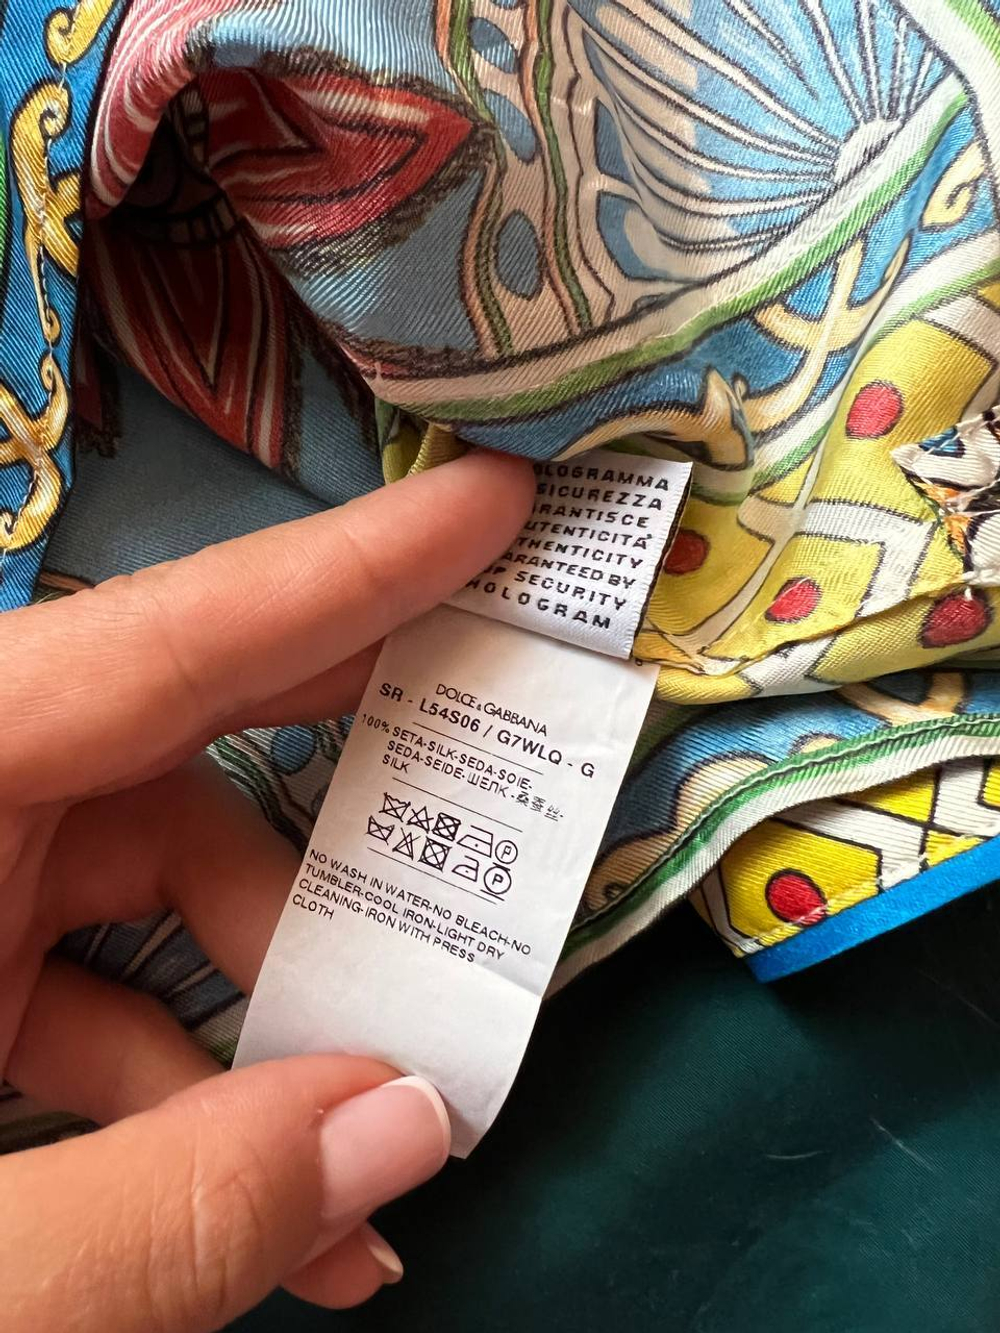 OLOGRAMMA
SICUREZZA
RANTISCE
UTENTICITÀ
THENTICITY
ARANTEED BY
P SECURITY
HOLOGRAM
DOLCE & GABBANA
SR - L54S06 / G7WLQ - G
100% SETA-SILK-SEDA-SOIE-
SEDA-SEIDE-ШЕЛК-
SILK
P
P
NO WASH IN WATER-NO BLEACH-NO
TUMBLER-COOL IRON-LIGHT DRY
CLEANING-IRON WITH PRESS
CLOTH